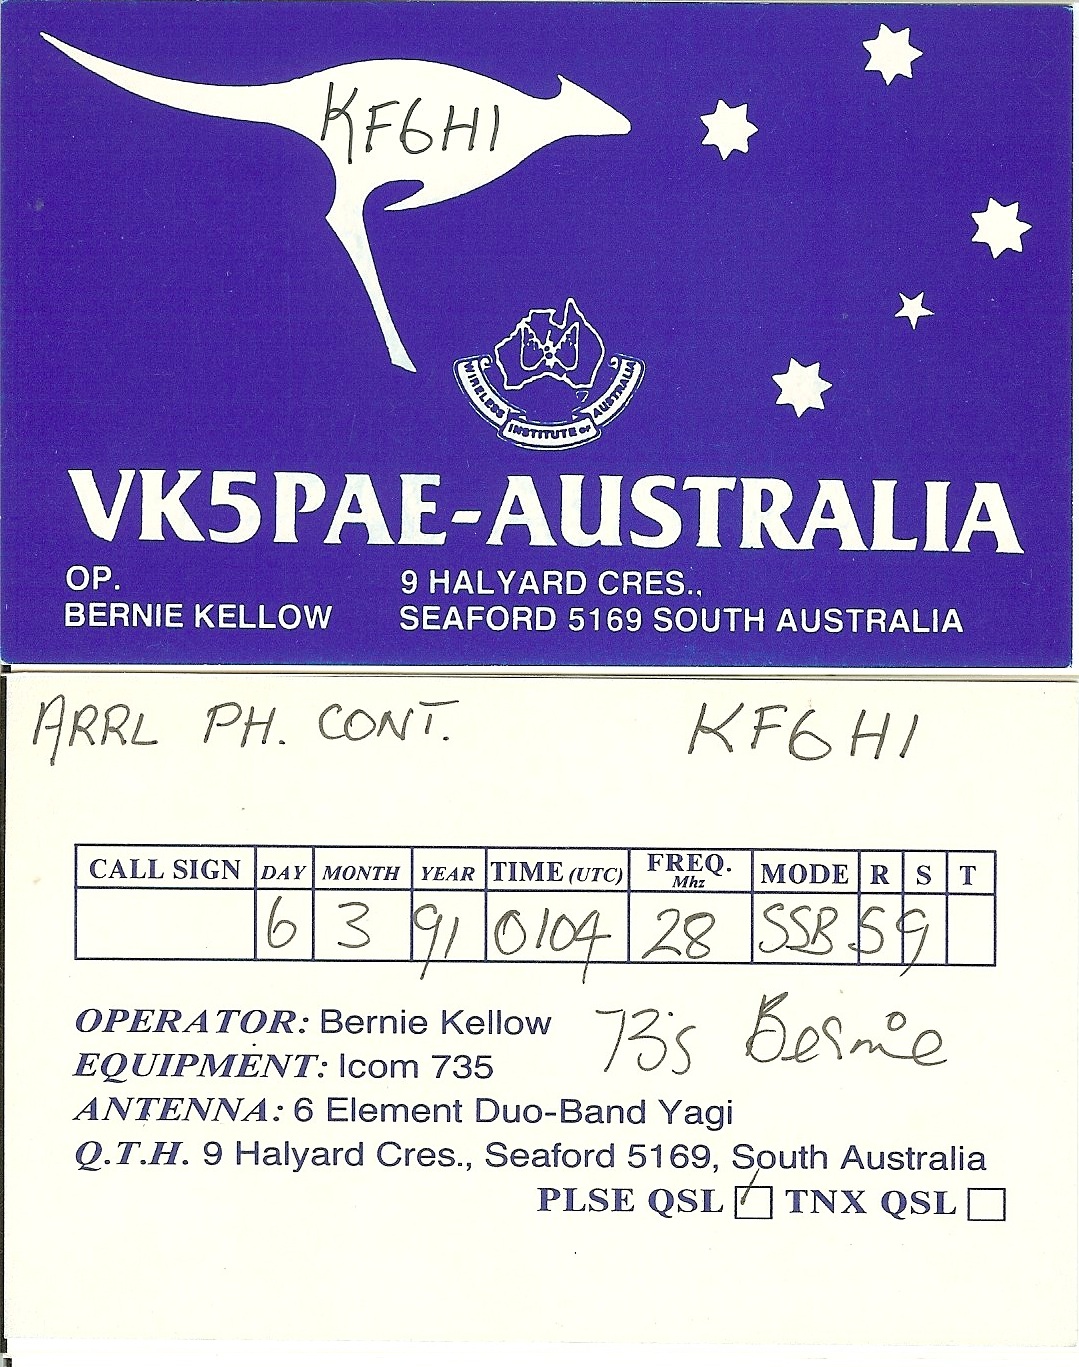 KF6HI
WIRELESS INSTITUTE OF AUSTRALIA
VK5PAE-AUSTRALIA
OP. 9 HALYARD CRES.,
BERNIE KELLOW SEAFORD 5169 SOUTH AUSTRALIA
ARRL PH. CONT. KF6HI
CALL SIGN DAY MONTH YEAR TIME (UTC) FREQ. Mhz MODE R S T
6 3 91 0104 28 SSB 5 9
OPERATOR: Bernie Kellow 73's Bernie
EQUIPMENT: Icom 735
ANTENNA: 6 Element Duo-Band Yagi
Q.T.H. 9 Halyard Cres., Seaford 5169, South Australia
PLSE QSL TNX QSL